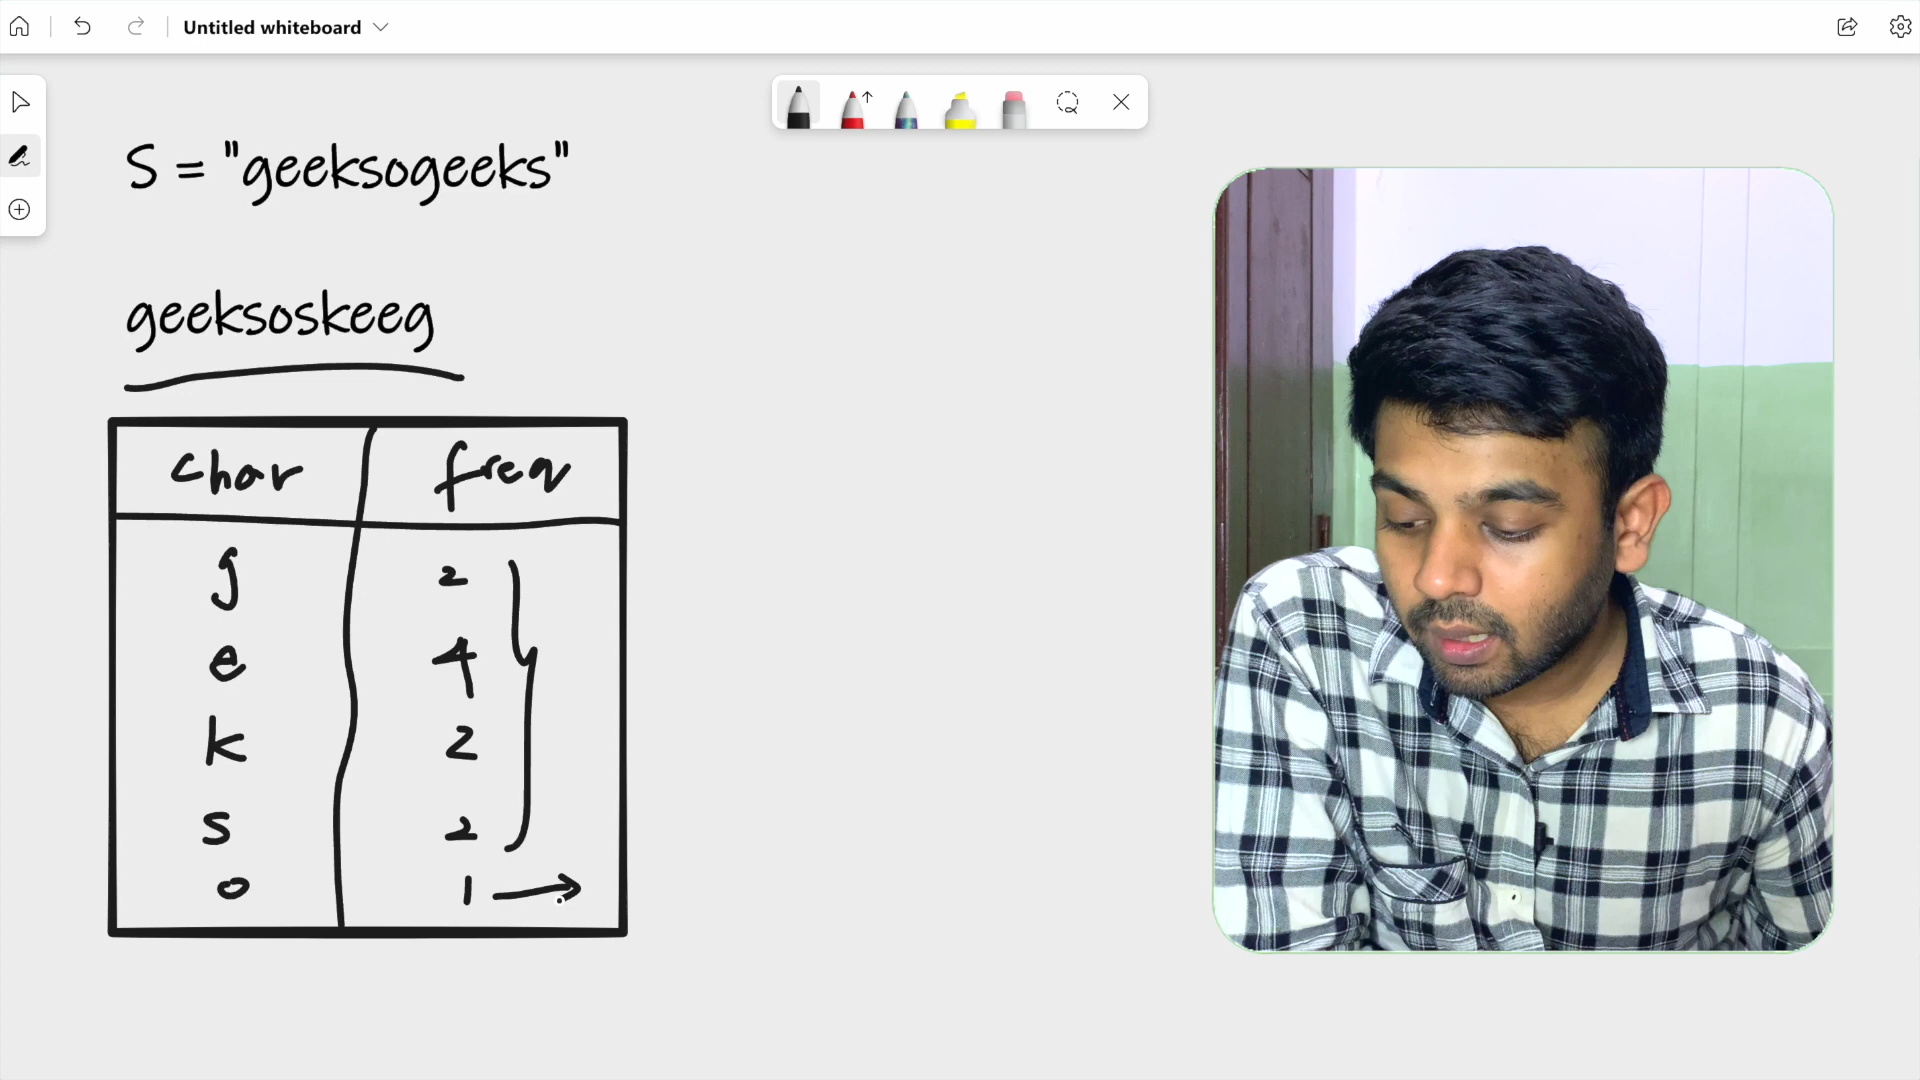 Untitled whiteboard
S = "geeksogeeks"
geeksoskeeg
char freq
g 2
e 4
k 2
s 2
o 1 →